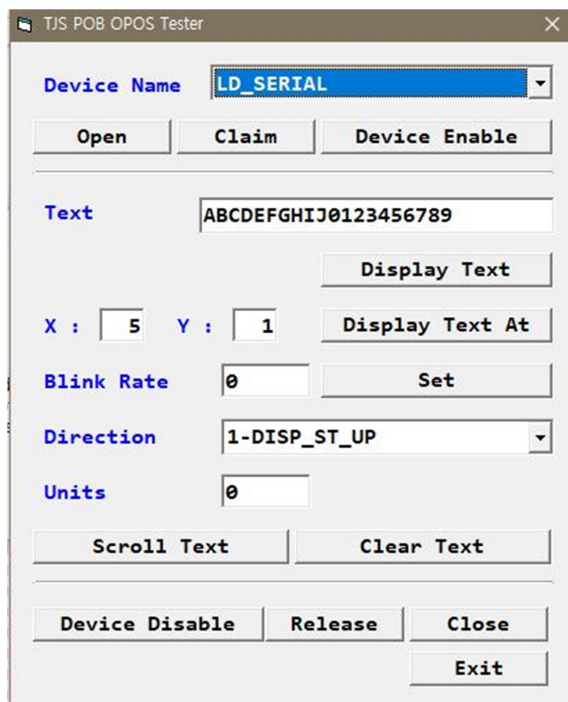 TJS POB OPOS Tester
Device Name LD_SERIAL
Open Claim Device Enable
Text ABCDEFGHIJ0123456789
Display Text
X : 5 Y : 1 Display Text At
Blink Rate 0 Set
Direction 1-DISP_ST_UP
Units 0
Scroll Text Clear Text
Device Disable Release Close
Exit